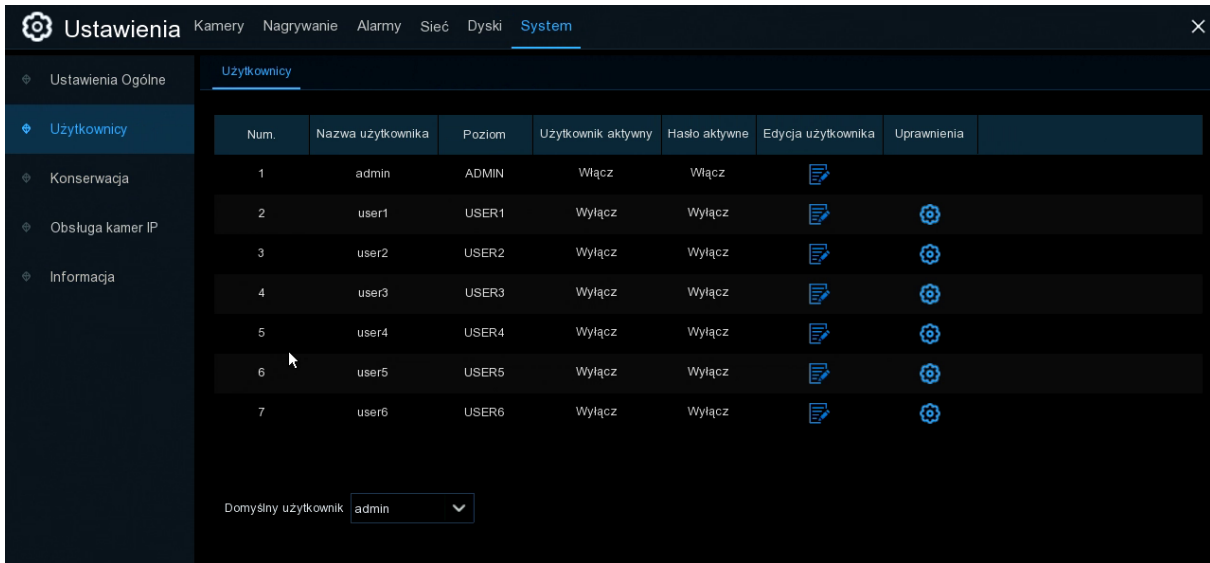 Ustawienia Kamery Nagrywanie Alarmy Sieć Dyski System
Ustawienia Ogólne
Użytkownicy
Konserwacja
Obsługa kamer IP
Informacja
Użytkownicy
Num. Nazwa użytkownika Poziom Użytkownik aktywny Hasło aktywne Edycja użytkownika Uprawnienia
1 admin ADMIN Włącz Włącz
2 user1 USER1 Wyłącz Wyłącz
3 user2 USER2 Wyłącz Wyłącz
4 user3 USER3 Wyłącz Wyłącz
5 user4 USER4 Wyłącz Wyłącz
6 user5 USER5 Wyłącz Wyłącz
7 user6 USER6 Wyłącz Wyłącz
Domyślny użytkownik admin